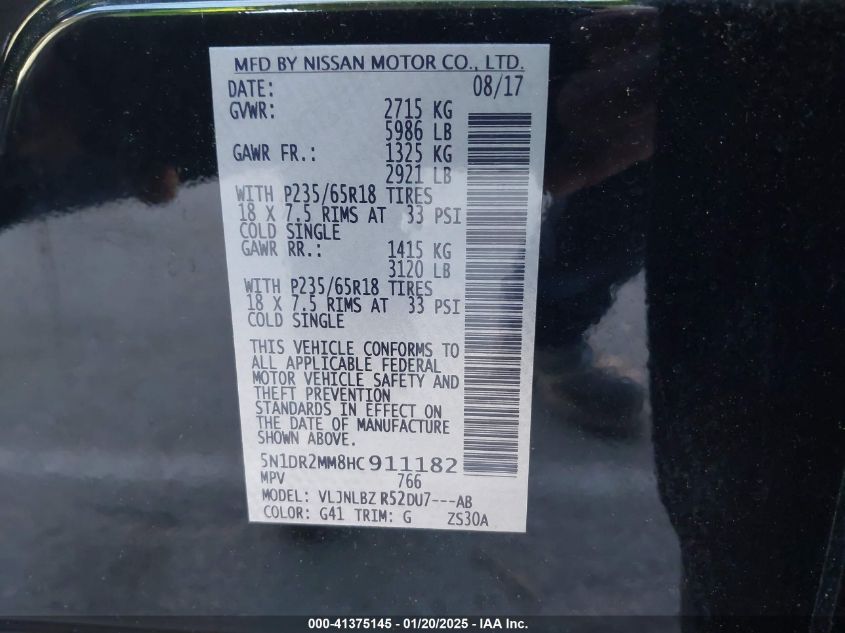 MFD BY NISSAN MOTOR CO., LTD.
DATE: 08/17
GVWR: 2715 KG
5986 LB
GAWR FR.: 1325 KG
2921 LB
WITH P235/65R18 TIRES
18 X 7.5 RIMS AT 33 PSI
COLD SINGLE
GAWR RR.: 1415 KG
3120 LB
WITH P235/65R18 TIRES
18 X 7.5 RIMS AT 33 PSI
COLD SINGLE
THIS VEHICLE CONFORMS TO
ALL APPLICABLE FEDERAL
MOTOR VEHICLE SAFETY AND
THEFT PREVENTION
STANDARDS IN EFFECT ON
THE DATE OF MANUFACTURE
SHOWN ABOVE.
5N1DR2MM8HC911182
MPV 766
MODEL: VLJNLBZ R52DU7---AB
COLOR: G41 TRIM: G ZS30A
000-41375145 - 01/20/2025 - IAA Inc.